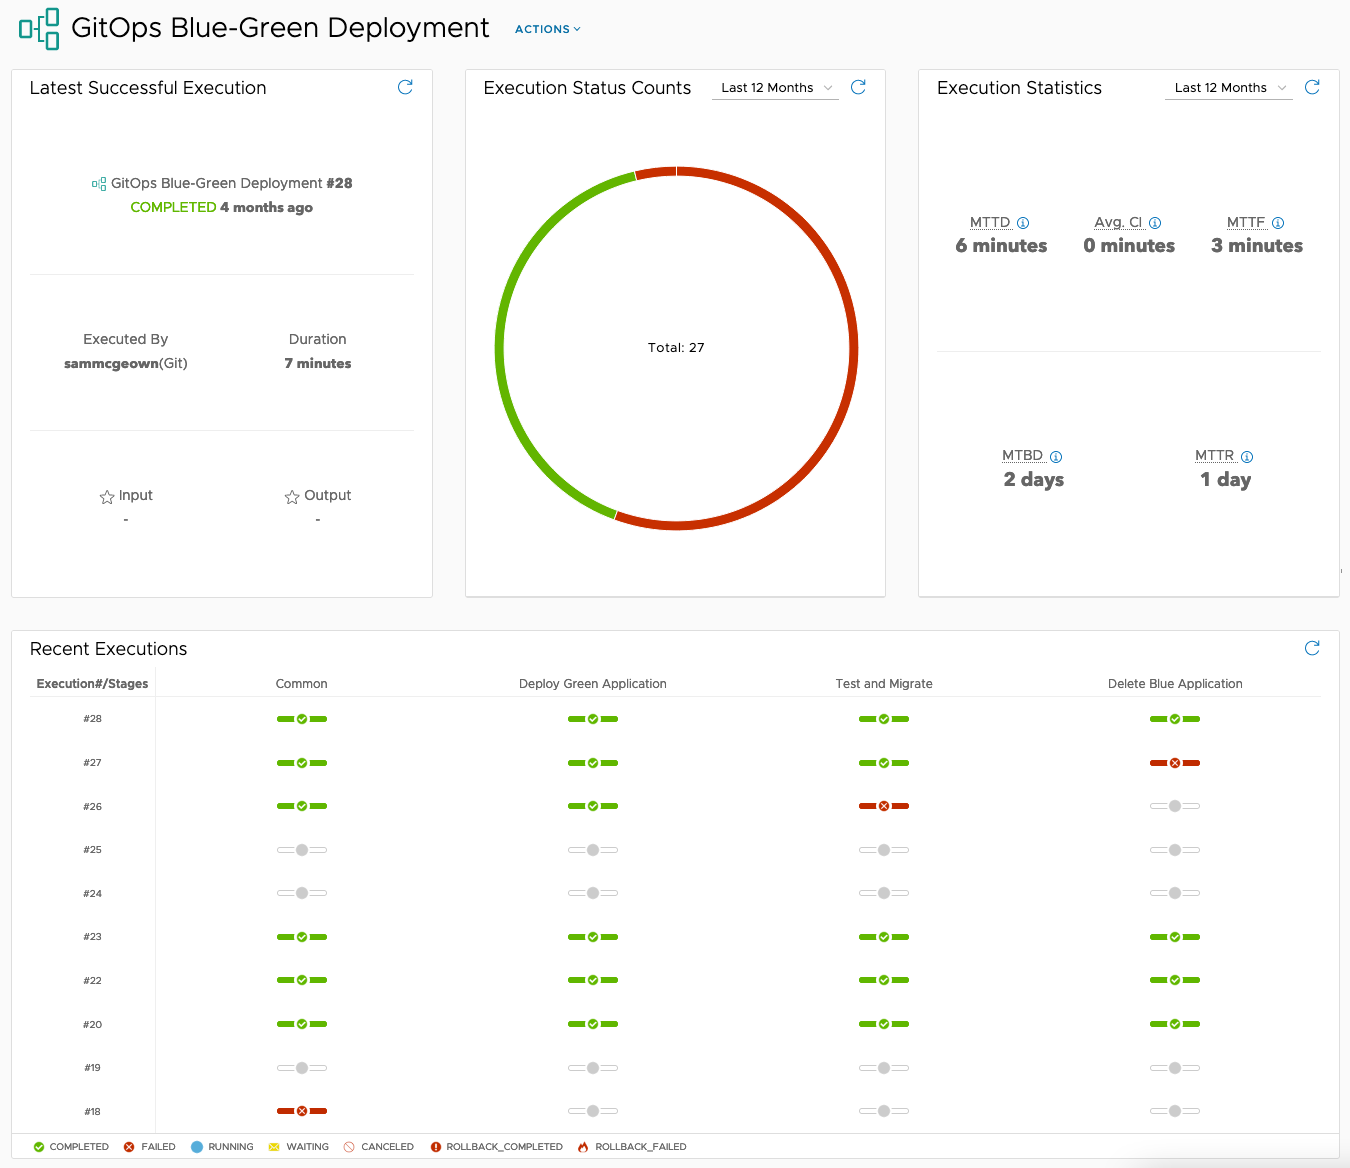 GitOps Blue-Green Deployment
ACTIONS
Latest Successful Execution
GitOps Blue-Green Deployment #28
COMPLETED 4 months ago
Executed By
sammcgeown(Git)
Duration
7 minutes
Input
-
Output
-
Execution Status Counts
Last 12 Months
Total: 27
Execution Statistics
Last 12 Months
MTTD
6 minutes
Avg. CI
0 minutes
MTTF
3 minutes
MTBD
2 days
MTTR
1 day
Recent Executions
Execution#/Stages Common Deploy Green Application Test and Migrate Delete Blue Application
#28
#27
#26
#25
#24
#23
#22
#20
#19
#18
COMPLETED FAILED RUNNING WAITING CANCELED ROLLBACK_COMPLETED ROLLBACK_FAILED